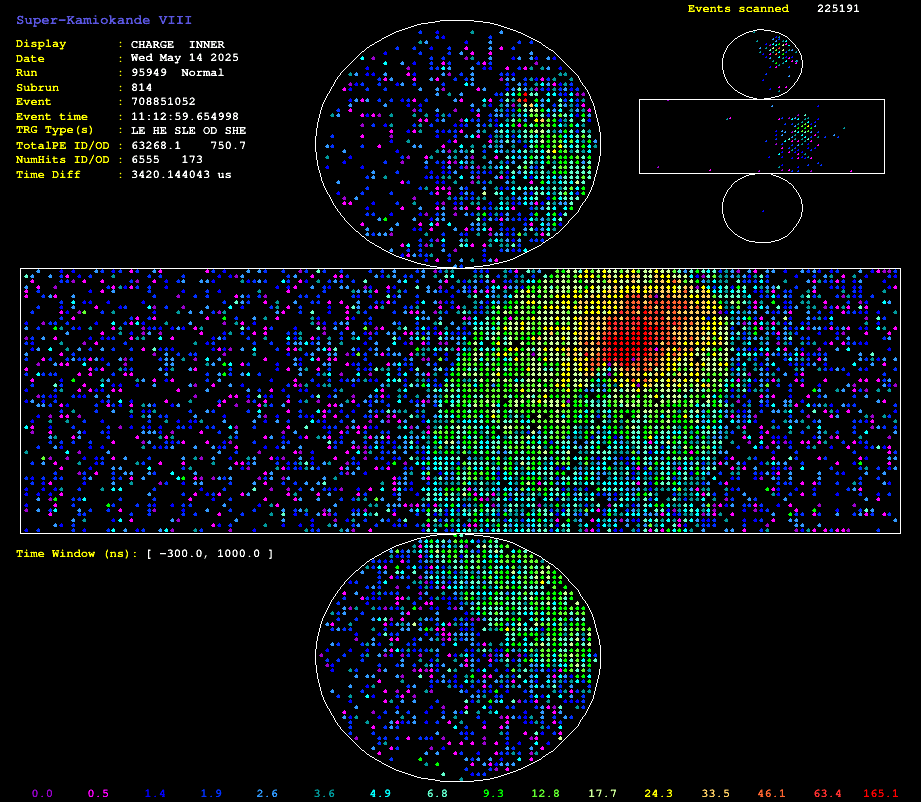 Super-Kamiokande VIII
Events scanned 225191
Display : CHARGE INNER
Date : Wed May 14 2025
Run : 95949 Normal
Subrun : 814
Event : 708851052
Event time : 11:12:59.654998
TRG Type(s) : LE HE SLE OD SHE
TotalPE ID/OD : 63268.1 750.7
NumHits ID/OD : 6555 173
Time Diff : 3420.144043 us
Time Window (ns): [ −300.0, 1000.0 ]
0.0 0.5 1.4 1.9 2.6 3.6 4.9 6.8 9.3 12.8 17.7 24.3 33.5 46.1 63.4 165.1